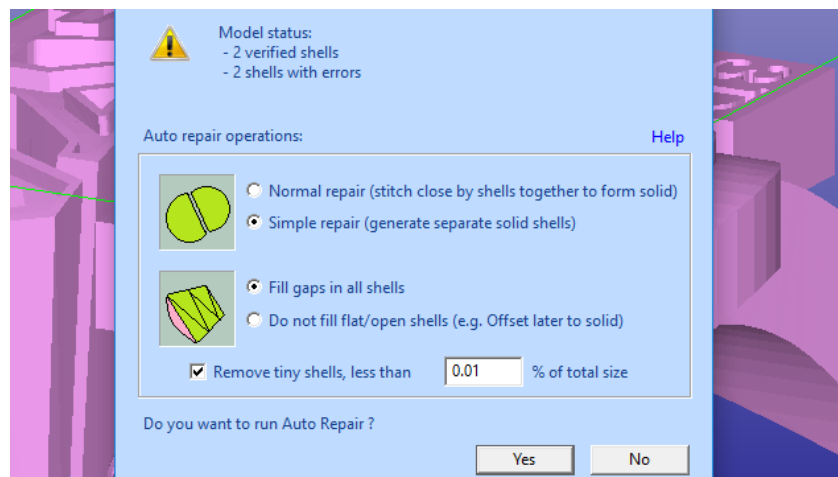 Model status:
- 2 verified shells
- 2 shells with errors
Auto repair operations:
Help
Normal repair (stitch close by shells together to form solid)
Simple repair (generate separate solid shells)
Fill gaps in all shells
Do not fill flat/open shells (e.g. Offset later to solid)
Remove tiny shells, less than 0.01 % of total size
Do you want to run Auto Repair ?
Yes No